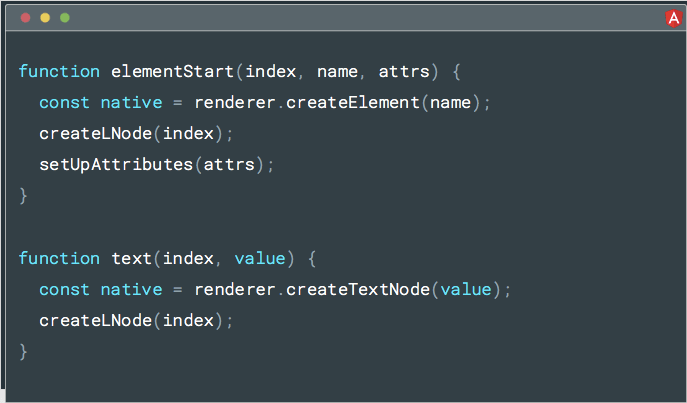 A
function elementStart(index, name, attrs) {
  const native = renderer.createElement(name);
  createLNode(index);
  setUpAttributes(attrs);
}

function text(index, value) {
  const native = renderer.createTextNode(value);
  createLNode(index);
}